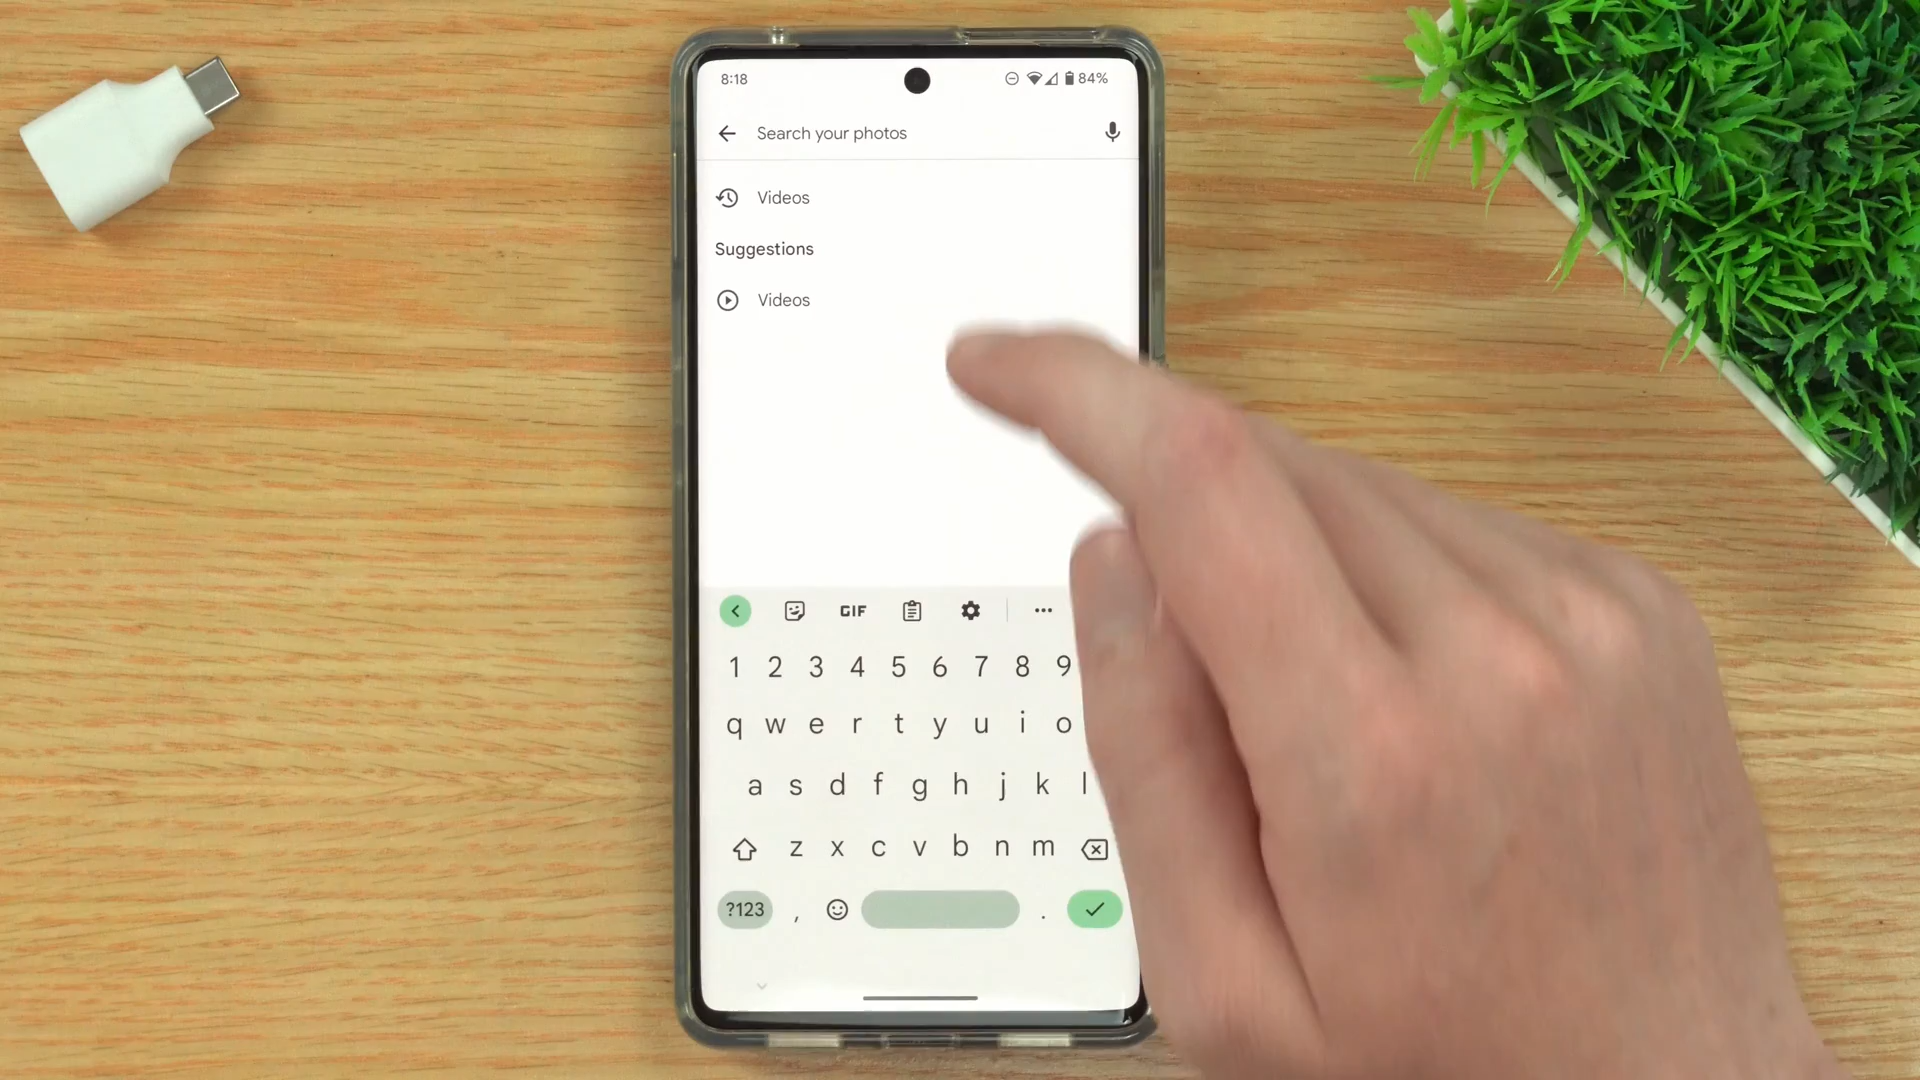 8:18 84%
Search your photos
Videos
Suggestions
Videos
GIF
1 2 3 4 5 6 7 8 9
q w e r t y u i o
a s d f g h j k l
z x c v b n m
?123 , .